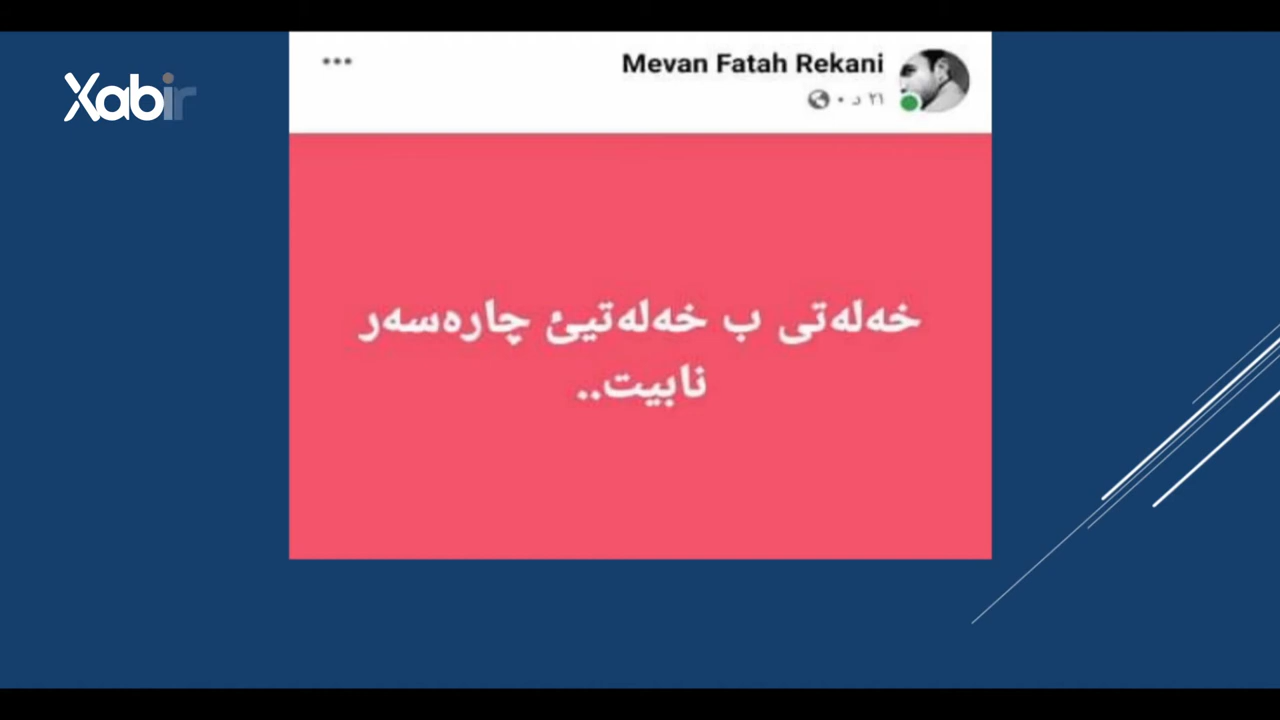 Xabir
Mevan Fatah Rekani
٢١ د ·
خەلەتی ب خەلەتیێ چارەسەر
نابیت..